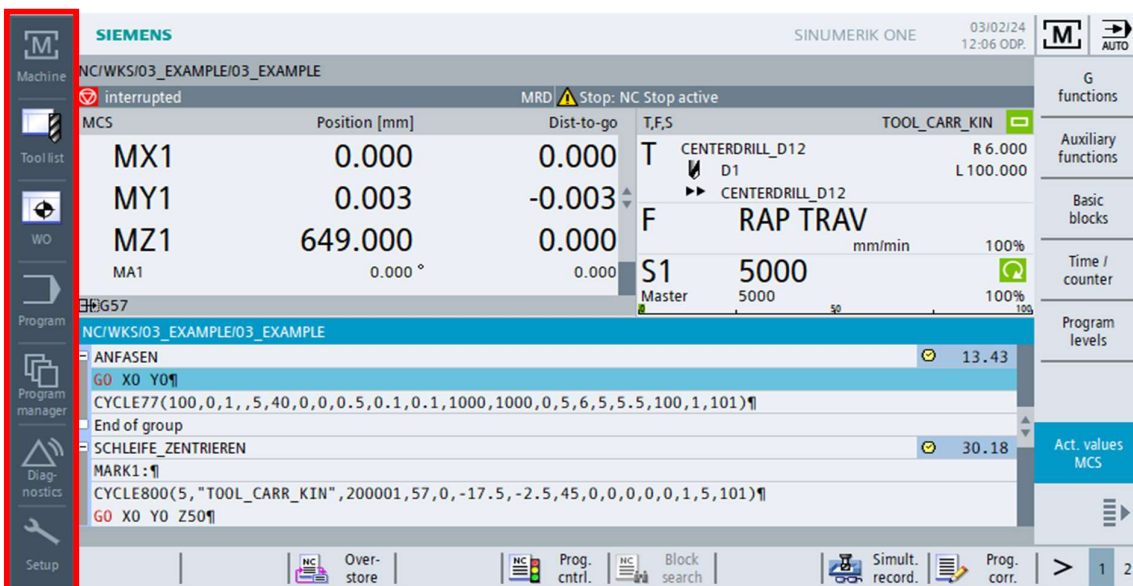 SIEMENS SINUMERIK ONE 03/02/24 12:06 ODP.
M AUTO
Machine
Tool list
WO
Program
Program manager
Diag-nostics
Setup
NC/WKS/03_EXAMPLE/03_EXAMPLE
interrupted MRD Stop: NC Stop active
MCS Position [mm] Dist-to-go
MX1 0.000 0.000
MY1 0.003 -0.003
MZ1 649.000 0.000
MA1 0.000 ° 0.000
G57
T,F,S TOOL_CARR_KIN
T CENTERDRILL_D12 R 6.000
D1 L 100.000
CENTERDRILL_D12
F RAP TRAV
mm/min 100%
S1 5000
Master 5000 100%
0 50 100
NC/WKS/03_EXAMPLE/03_EXAMPLE
ANFASEN 13.43
G0 X0 Y0¶
CYCLE77(100,0,1,,5,40,0,0,0.5,0.1,0.1,1000,1000,0,5,6,5,5.5,100,1,101)¶
End of group
SCHLEIFE_ZENTRIEREN 30.18
MARK1:¶
CYCLE800(5,"TOOL_CARR_KIN",200001,57,0,-17.5,-2.5,45,0,0,0,0,0,1,5,101)¶
G0 X0 Y0 Z50¶
G
functions
Auxiliary
functions
Basic
blocks
Time /
counter
Program
levels
Act. values
MCS
NC Over-
store
NC Prog.
cntrl.
NC Block
search
Simult.
record.
Prog.
corr.
> 1 2